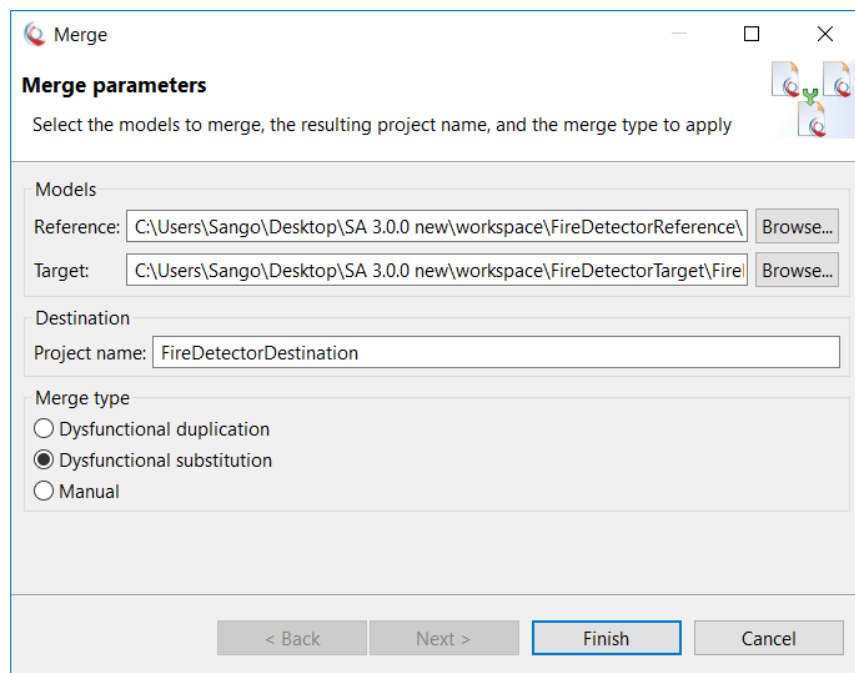 Merge
Merge parameters
Select the models to merge, the resulting project name, and the merge type to apply
Models
Reference: C:\Users\Sango\Desktop\SA 3.0.0 new\workspace\FireDetectorReference\ Browse...
Target: C:\Users\Sango\Desktop\SA 3.0.0 new\workspace\FireDetectorTarget\Fire Browse...
Destination
Project name: FireDetectorDestination
Merge type
Dysfunctional duplication
Dysfunctional substitution
Manual
< Back Next > Finish Cancel